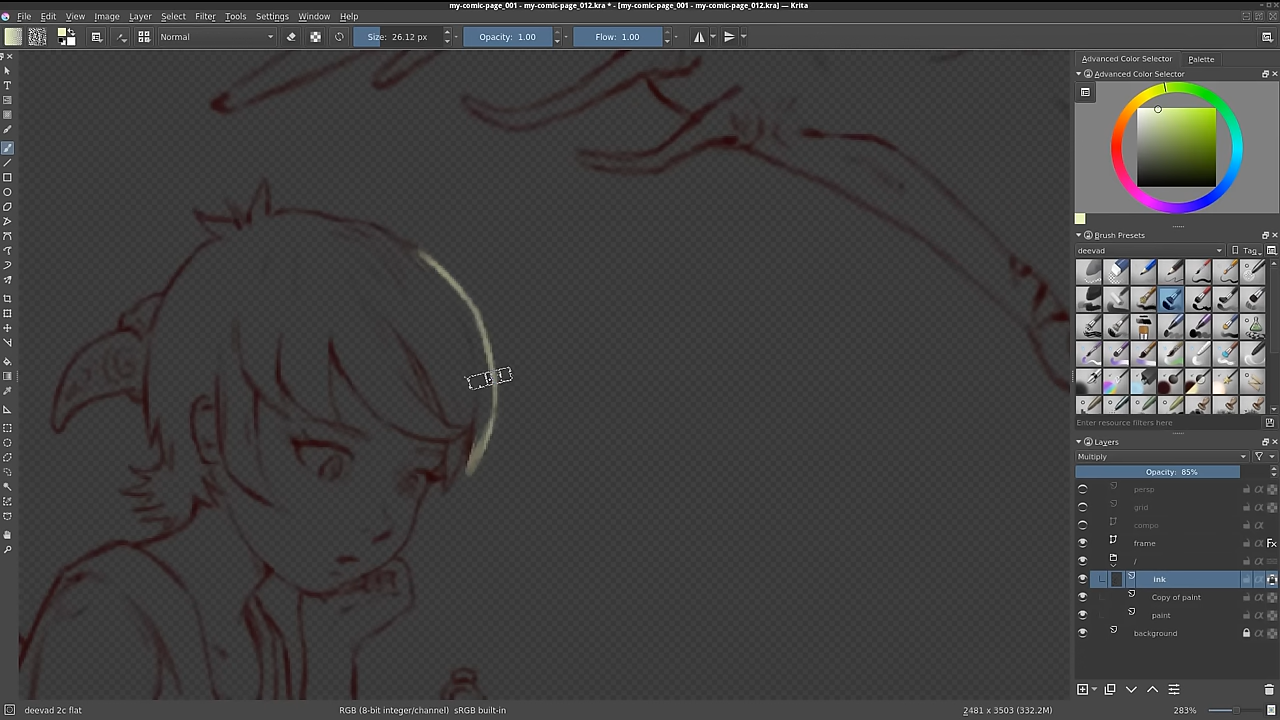 my-comic-page_001 - my-comic-page_012.kra * - [my-comic-page_001 - my-comic-page_012.kra] — Krita
File Edit View Image Layer Select Filter Tools Settings Window Help
Normal Size: 26.12 px Opacity: 1.00 Flow: 1.00
Advanced Color Selector Palette
Advanced Color Selector
Brush Presets
deevad Tag
Enter resource filters here
Layers
Multiply
Opacity: 85%
persp
grid
compo
frame
/
ink
Copy of paint
paint
background
deevad 2c flat RGB (8-bit integer/channel) sRGB built-in 2481 x 3503 (332.2M) 283%